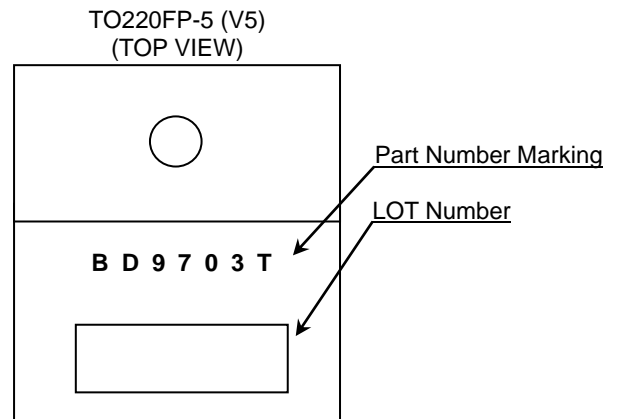 TO220FP-5 (V5)
(TOP VIEW)
Part Number Marking
LOT Number
B D 9 7 0 3 T